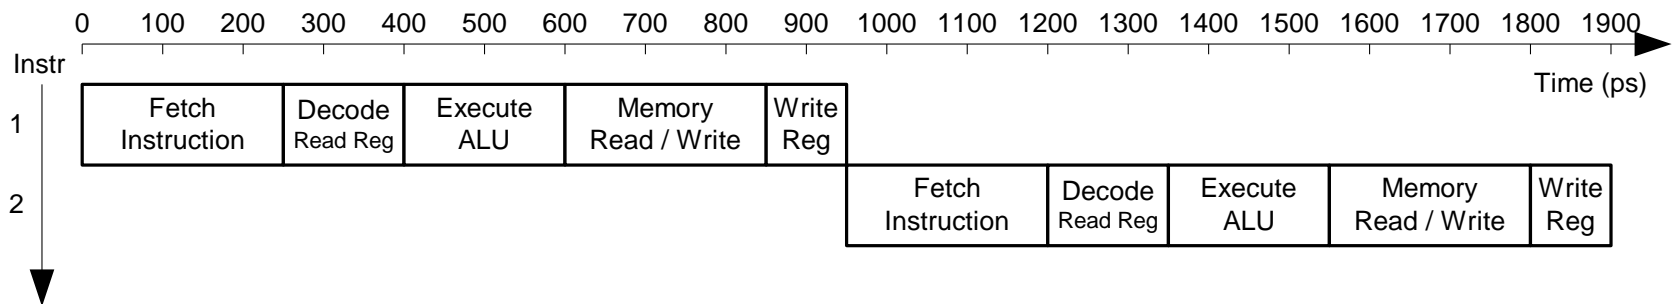 0 100 200 300 400 500 600 700 800 900 1000 1100 1200 1300 1400 1500 1600 1700 1800 1900
Instr
Time (ps)
1
Fetch
Instruction
Decode
Read Reg
Execute
ALU
Memory
Read / Write
Write
Reg
2
Fetch
Instruction
Decode
Read Reg
Execute
ALU
Memory
Read / Write
Write
Reg